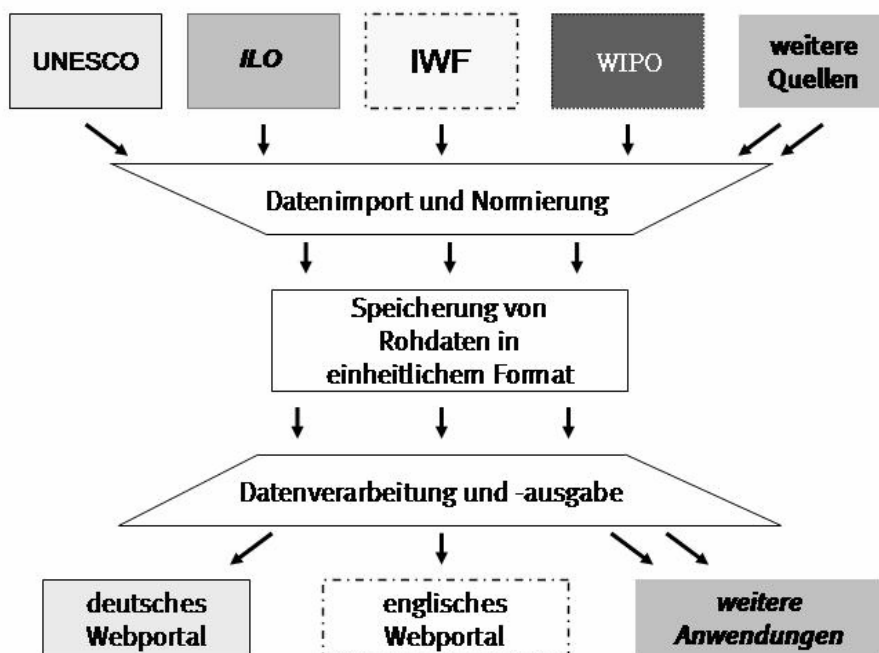 UNESCO
ILO
IWF
WIPO
weitere
Quellen
Datenimport und Normierung
Speicherung von
Rohdaten in
einheitlichem Format
Datenverarbeitung und -ausgabe
deutsches
Webportal
englisches
Webportal
weitere
Anwendungen